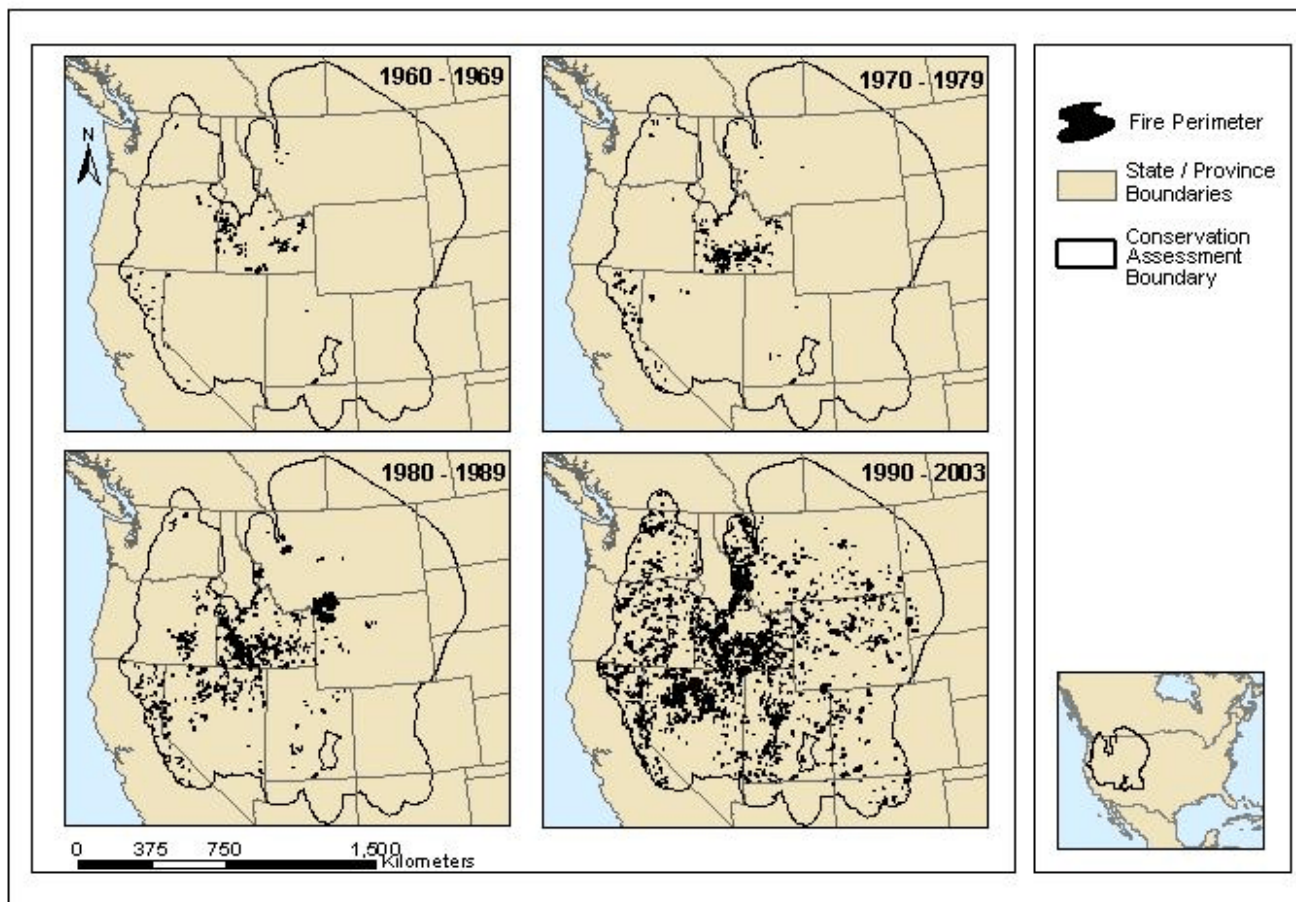 1960 - 1969
1970 - 1979
N
1980 - 1989
1990 - 2003
0 375 750 1,500
Kilometers
Fire Perimeter
State / Province
Boundaries
Conservation
Assessment
Boundary